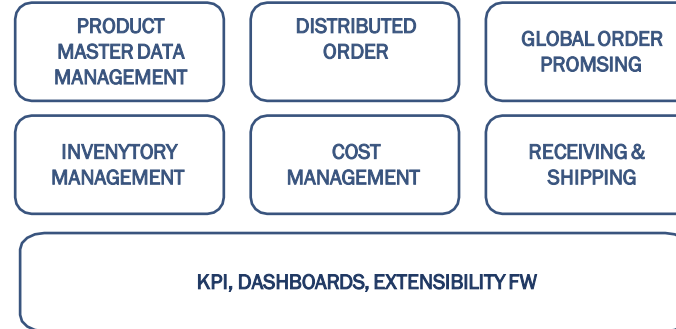 PRODUCT
MASTER DATA
MANAGEMENT
DISTRIBUTED
ORDER
GLOBAL ORDER
PROMSING
INVENYTORY
MANAGEMENT
COST
MANAGEMENT
RECEIVING &
SHIPPING
KPI, DASHBOARDS, EXTENSIBILITY FW